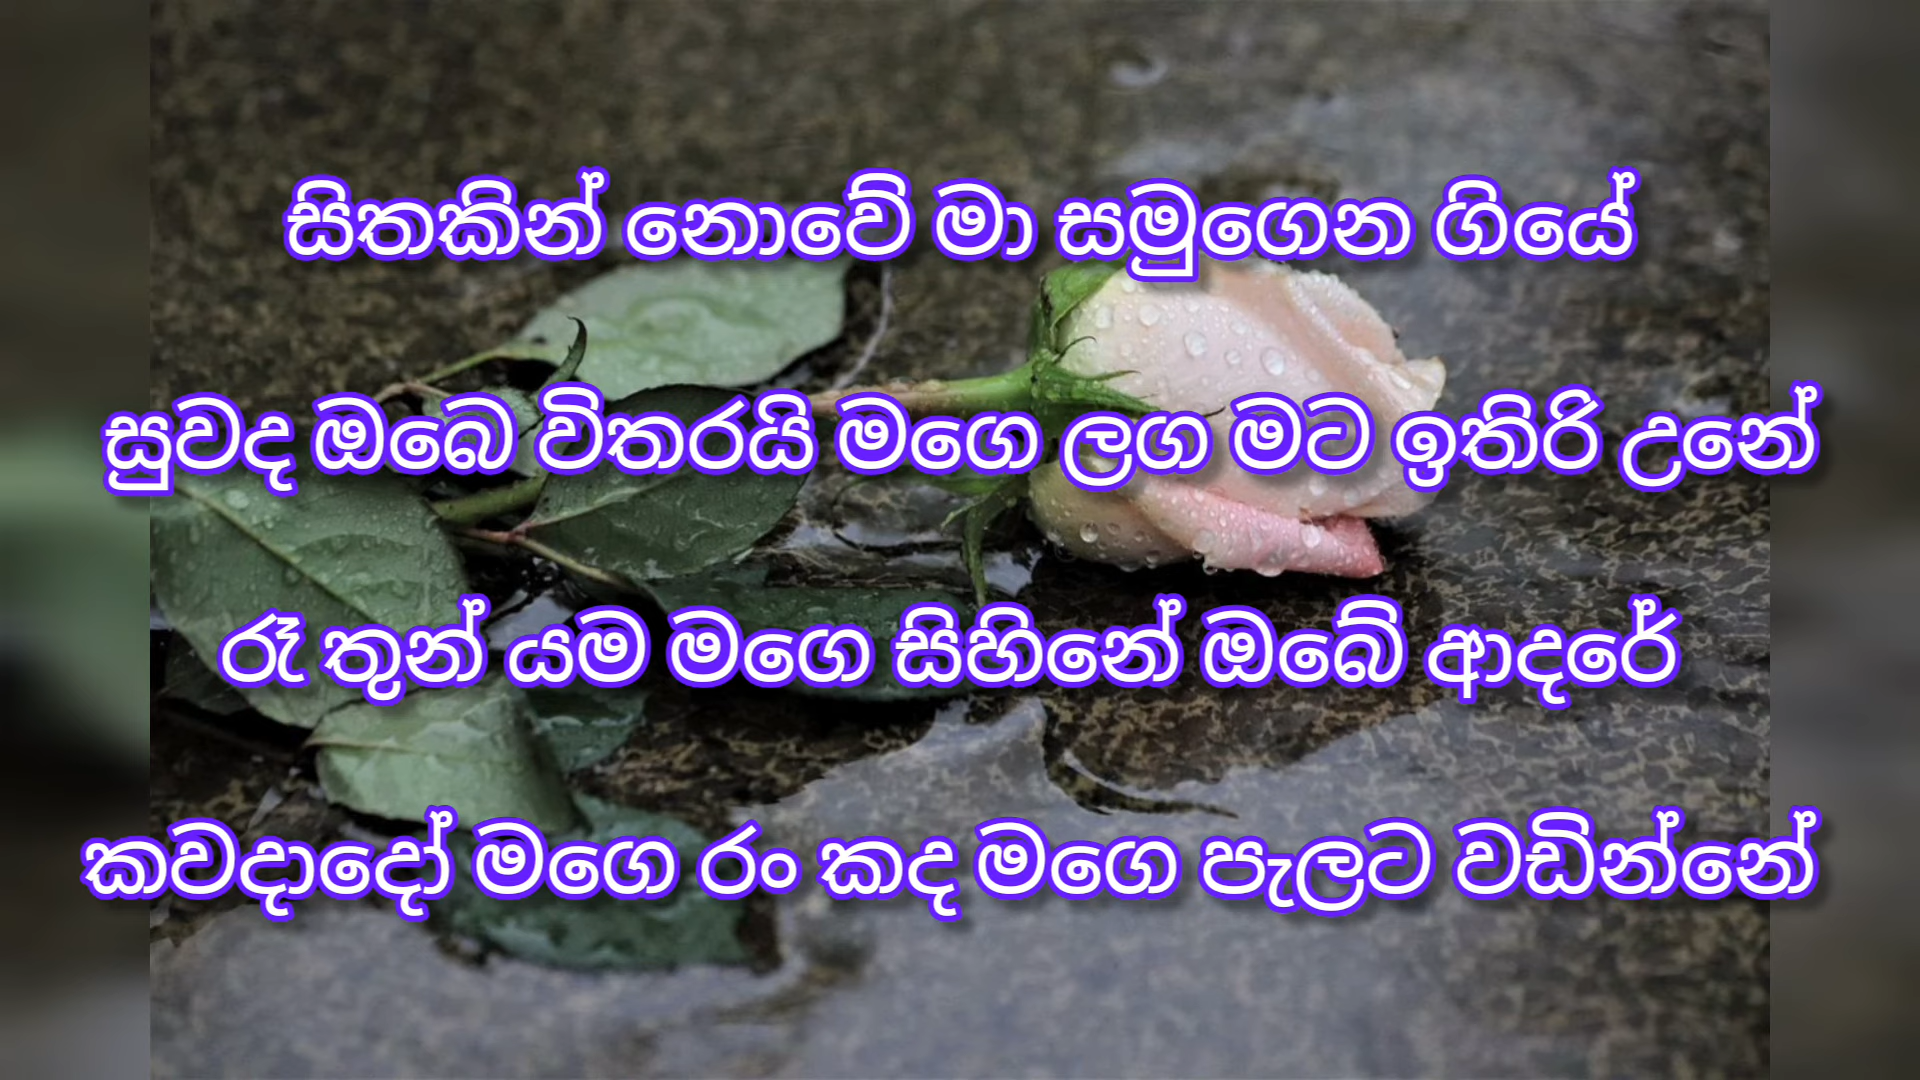 සිතකින් නොවේ මා සමුගෙන ගියේ
සුවද ඔබෙ විතරයි මගෙ ලග මට ඉතිරි උනේ
රෑ තුන් යම මගෙ සිහිනේ ඔබේ ආදරේ
කවදාදෝ මගෙ රං කද මගෙ පැලට වඩින්නේ